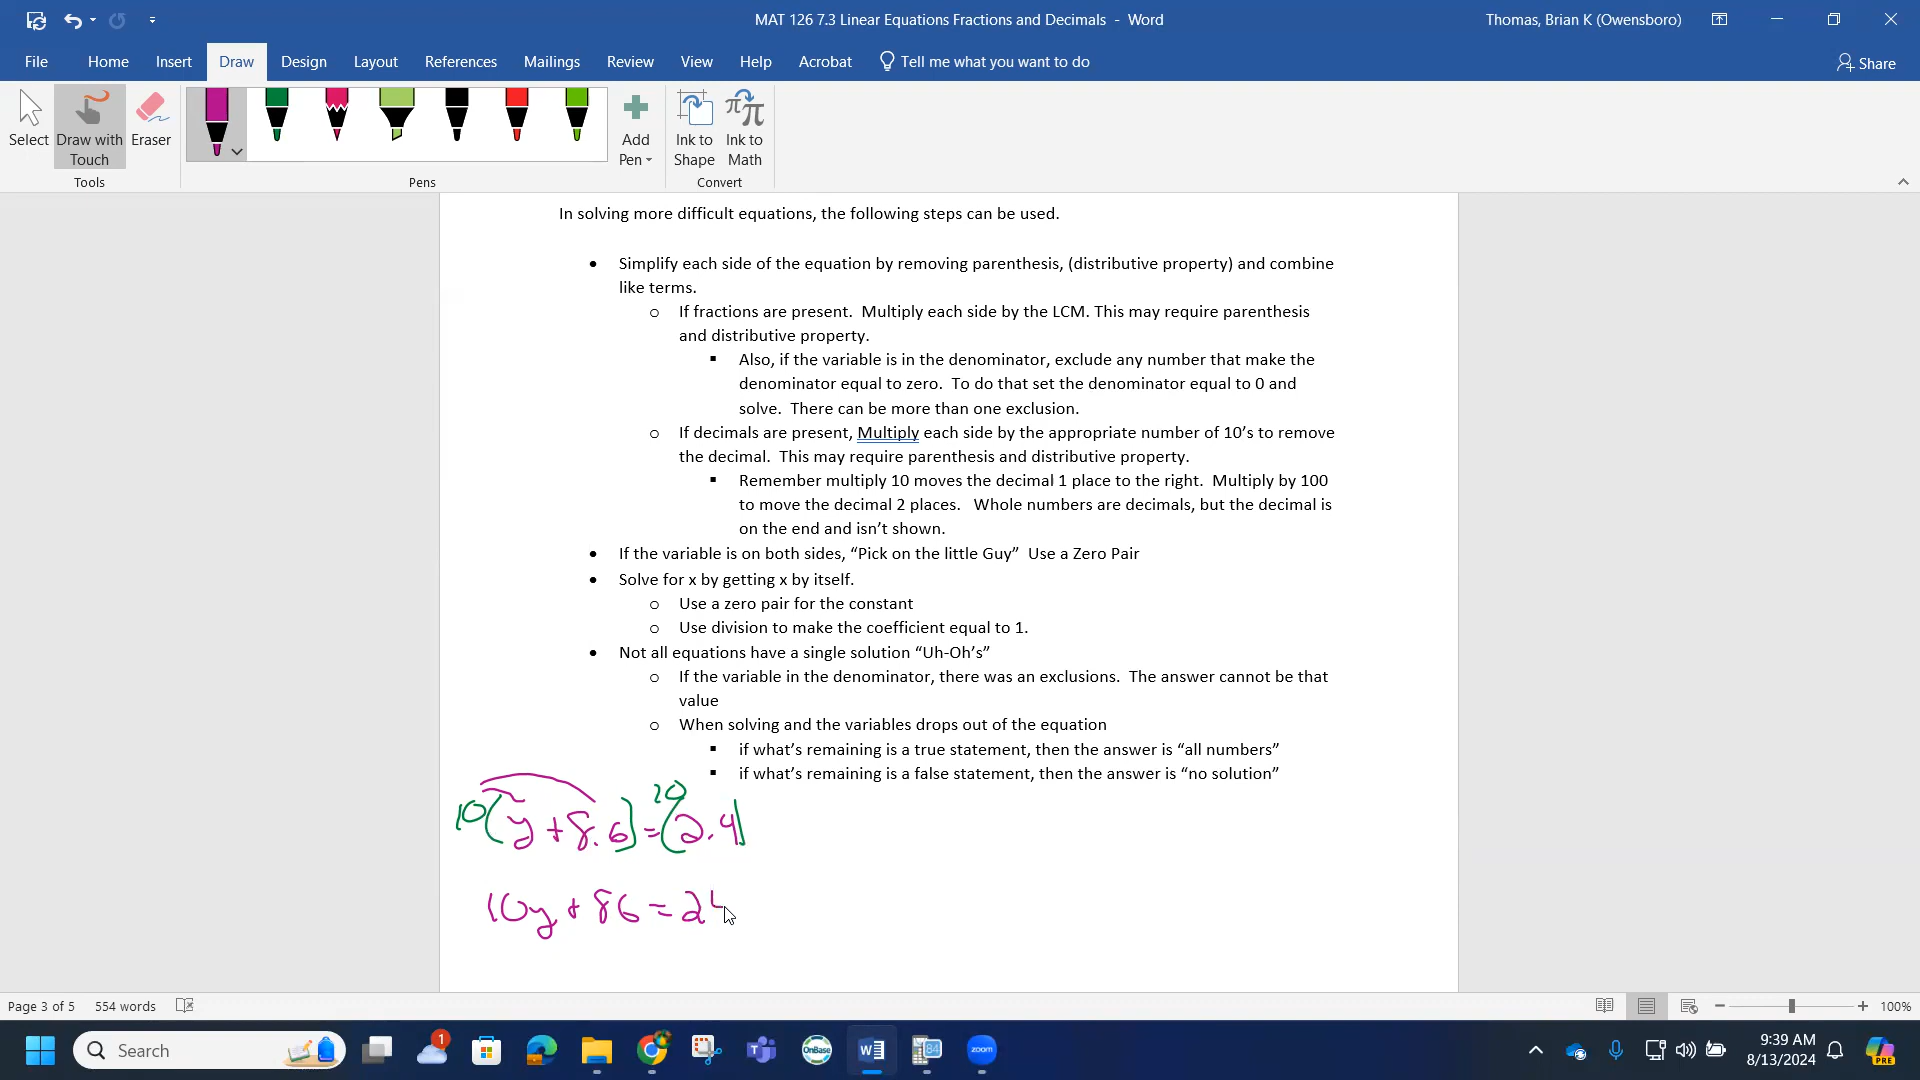 MAT 126 7.3 Linear Equations Fractions and Decimals - Word
Thomas, Brian K (Owensboro)
File Home Insert Draw Design Layout References Mailings Review View Help Acrobat Tell me what you want to do Share
Select Draw with Touch Eraser Add Pen Ink to Shape Ink to Math
Tools Pens Convert
In solving more difficult equations, the following steps can be used.
• Simplify each side of the equation by removing parenthesis, (distributive property) and combine
like terms.
o If fractions are present.  Multiply each side by the LCM. This may require parenthesis
and distributive property.
▪ Also, if the variable is in the denominator, exclude any number that make the
denominator equal to zero.  To do that set the denominator equal to 0 and
solve.  There can be more than one exclusion.
o If decimals are present, Multiply each side by the appropriate number of 10’s to remove
the decimal.  This may require parenthesis and distributive property.
▪ Remember multiply 10 moves the decimal 1 place to the right.  Multiply by 100
to move the decimal 2 places.   Whole numbers are decimals, but the decimal is
on the end and isn’t shown.
• If the variable is on both sides, “Pick on the little Guy”  Use a Zero Pair
• Solve for x by getting x by itself.
o Use a zero pair for the constant
o Use division to make the coefficient equal to 1.
• Not all equations have a single solution “Uh-Oh’s”
o If the variable in the denominator, there was an exclusions.  The answer cannot be that
value
o When solving and the variables drops out of the equation
▪ if what’s remaining is a true statement, then the answer is “all numbers”
▪ if what’s remaining is a false statement, then the answer is “no solution”
10(y + 8.6) = 10(2.4)
10y + 86 = 2
Page 3 of 5 554 words 100%
Search 1 OnBase 84 zoom 9:39 AM PRE
8/13/2024